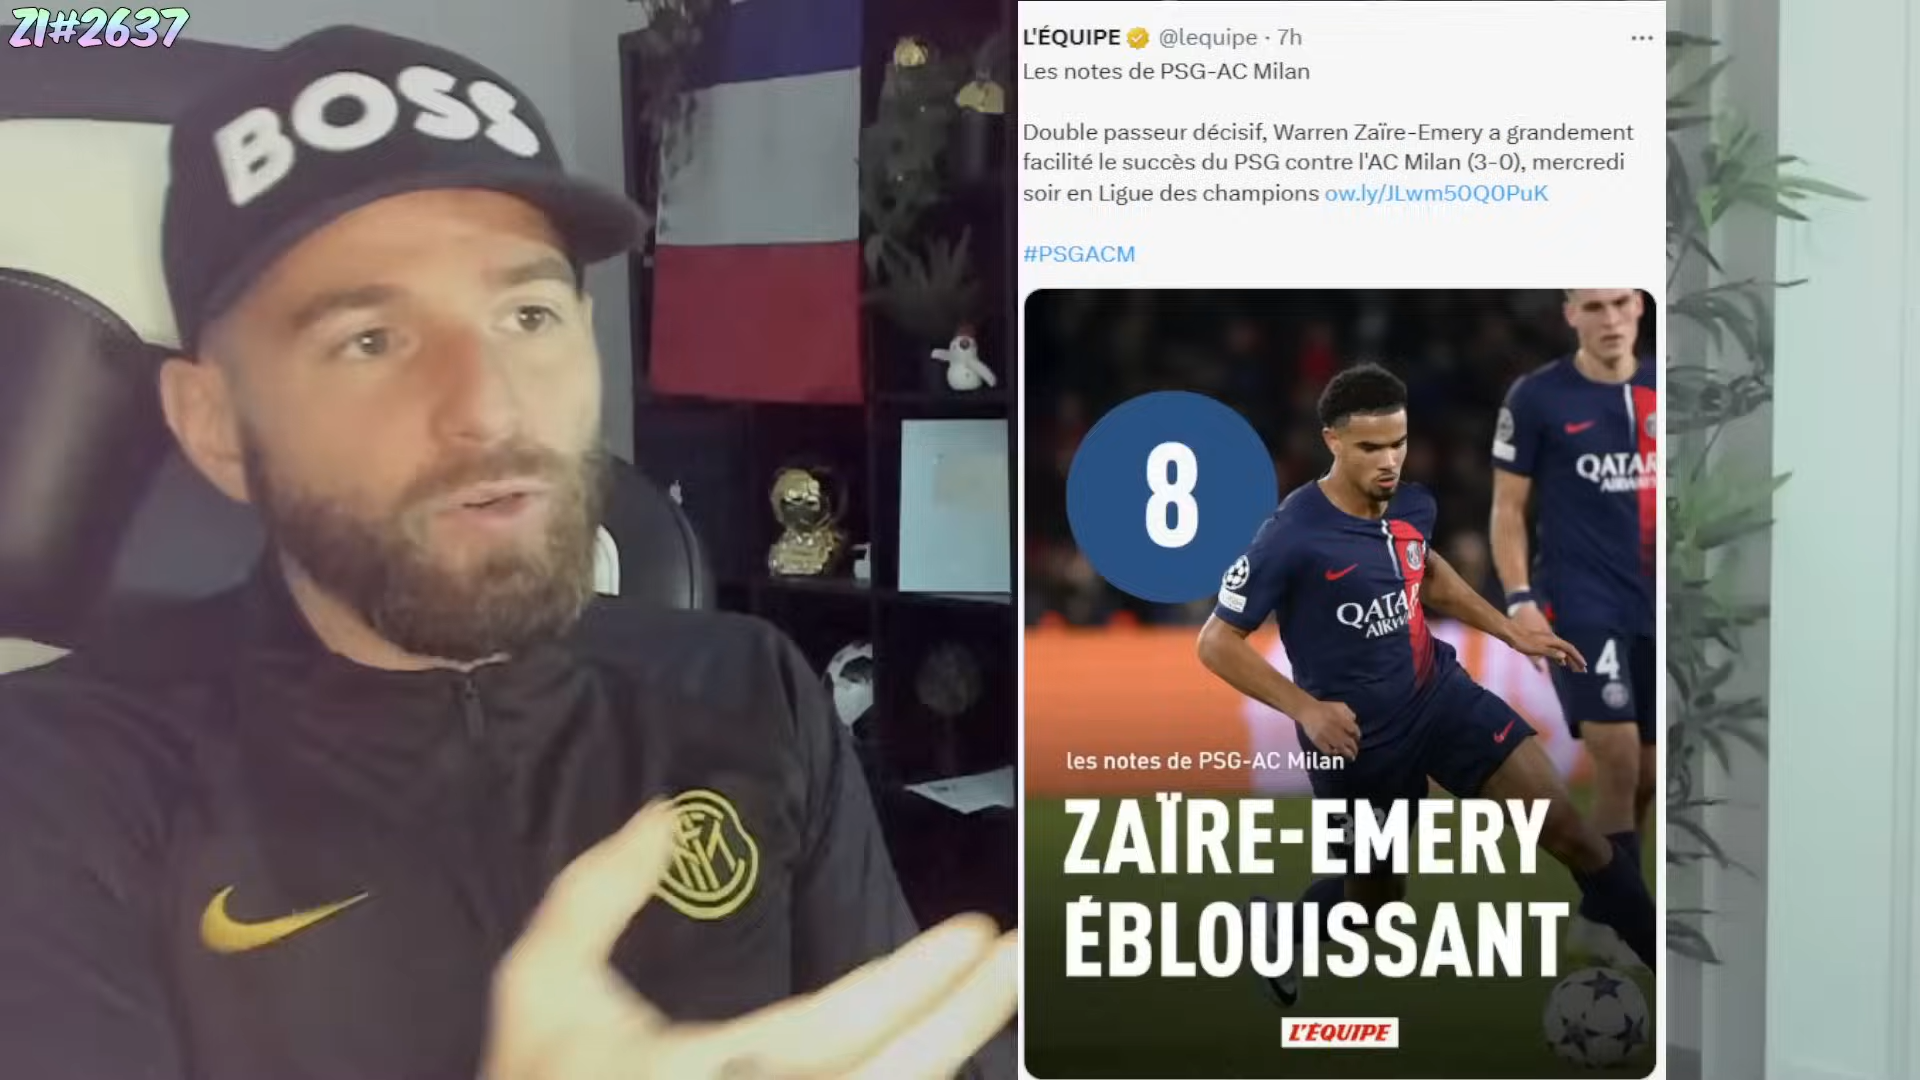 ZI#2637
BOSS
L'ÉQUIPE @lequipe · 7h
Les notes de PSG-AC Milan
Double passeur décisif, Warren Zaïre-Emery a grandement
facilité le succès du PSG contre l'AC Milan (3-0), mercredi
soir en Ligue des champions ow.ly/JLwm50Q0PuK
#PSGACM
8
QATAR
AIRWAYS
QATAR
AIRWAYS
4
les notes de PSG-AC Milan
ZAÏRE-EMERY
ÉBLOUISSANT
L'ÉQUIPE